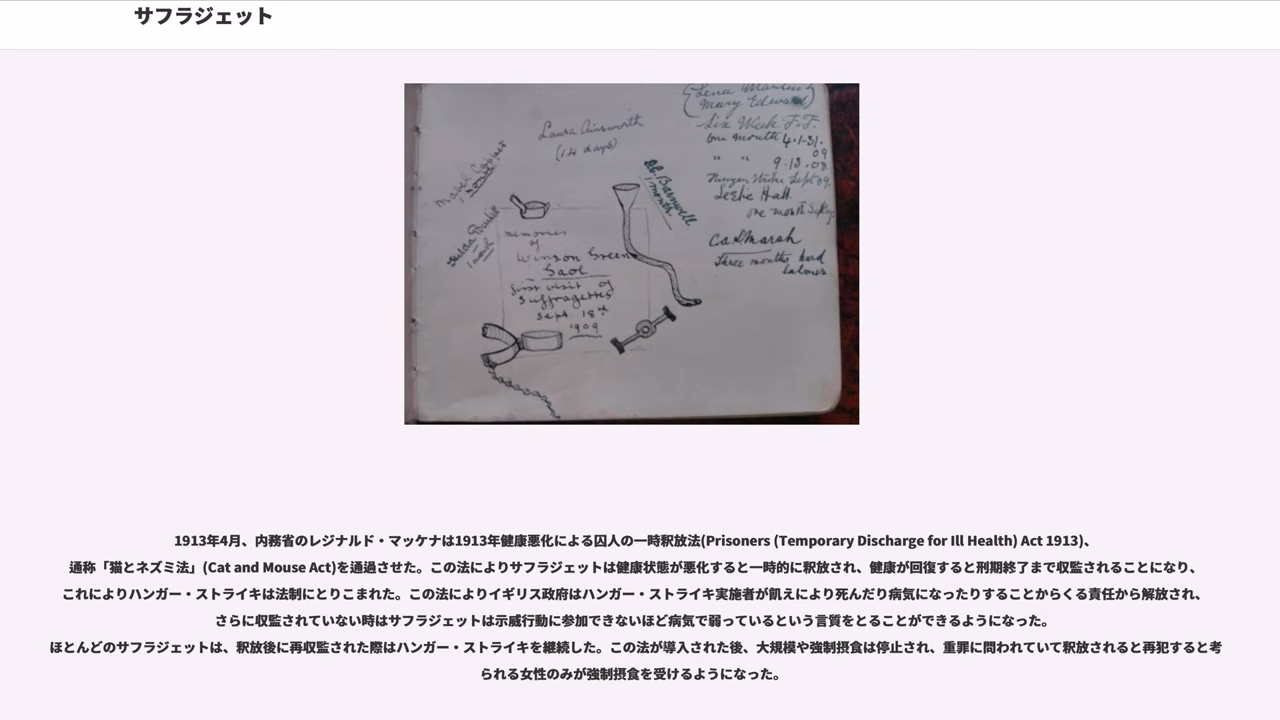 サフラジェット
(Lena
Mary Edwards)
Six Week F.F.
Laura Ainsworth
one month 4.1.31.
09
(14 days)
" " 9.13.08
Mabel Capper
1 month
Dr. Barnwell
1 month.
Hunger Strike Sept 09.
Leslie Hall.
one month
Hilda Burkitt
1 month
memories
of
Winson Green
Gaol
first visit of
Suffragettes
Sept. 18th
1909
Marsh
Three months hard
labour
1913年4月、内務省のレジナルド・マッケナは1913年健康悪化による囚人の一時釈放法(Prisoners (Temporary Discharge for Ill Health) Act 1913)、
通称「猫とネズミ法」(Cat and Mouse Act)を通過させた。この法によりサフラジェットは健康状態が悪化すると一時的に釈放され、健康が回復すると刑期終了まで収監されることになり、
これによりハンガー・ストライキは法制にとりこまれた。この法によりイギリス政府はハンガー・ストライキ実施者が飢えにより死んだり病気になったりすることからくる責任から解放され、
さらに収監されていない時はサフラジェットは示威行動に参加できないほど病気で弱っているという言質をとることができるようになった。
ほとんどのサフラジェットは、釈放後に再収監された際はハンガー・ストライキを継続した。この法が導入された後、大規模や強制摂食は停止され、重罪に問われていて釈放されると再犯すると考
られる女性のみが強制摂食を受けるようになった。